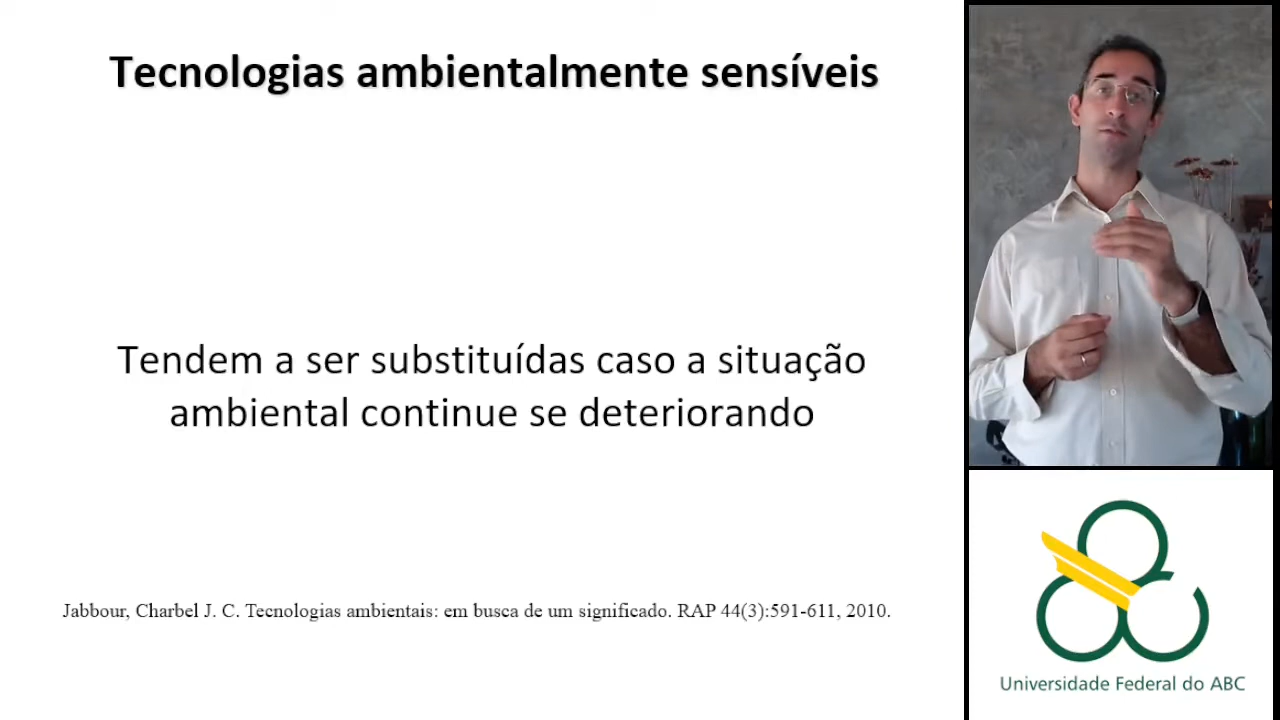 Tecnologias ambientalmente sensíveis
Tendem a ser substituídas caso a situação
ambiental continue se deteriorando
Jabbour, Charbel J. C. Tecnologias ambientais: em busca de um significado. RAP 44(3):591-611, 2010.
Universidade Federal do ABC